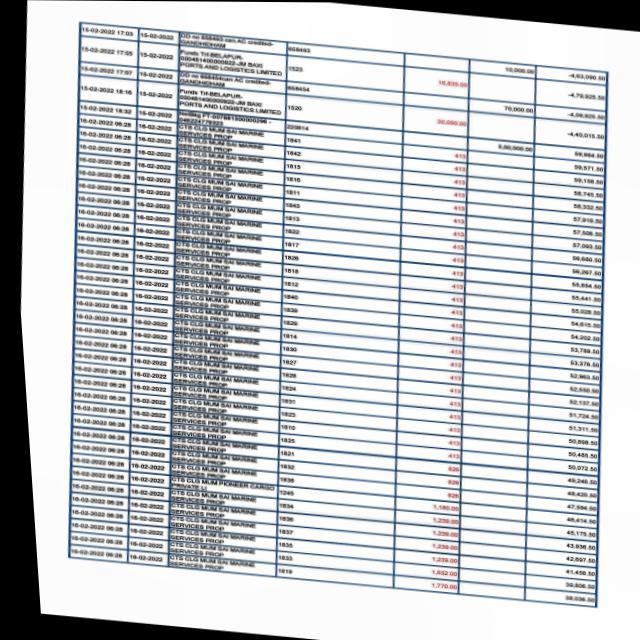 15-02-2022 17:03 15-02-2022 DD no 658493 can AC credited- 658493 10,000.00 -4,63,090.50
GANDHIDHAM
15-02-2022 17:05 15-02-2022 Funds Trf-BELAPUR- 1523 16,835.00 -4,79,925.50
000481400000922-JM BAXI
PORTS AND LOGISTICS LIMITED
15-02-2022 17:07 15-02-2022 DD no 658454can AC credited- 658454 70,000.00 -4,09,925.50
GANDHIDHAM
15-02-2022 18:16 15-02-2022 Funds Trf-BELAPUR- 1520 30,090.00 -4,40,015.50
000481400000922-JM BAXI
PORTS AND LOGISTICS LIMITED
15-02-2022 18:32 15-02-2022 NetBkg FT- 220614 5,00,000.00 59,984.50
16-02-2022 06:28 16-02-2022 CTS CLG MUM SAI MARINE 1841 413 59,571.50
SERVICES PROP
16-02-2022 06:28 16-02-2022 CTS CLG MUM SAI MARINE 1842 413 59,158.50
SERVICES PROP
16-02-2022 06:28 16-02-2022 CTS CLG MUM SAI MARINE 1815 413 58,745.50
SERVICES PROP
16-02-2022 06:28 16-02-2022 CTS CLG MUM SAI MARINE 1816 413 58,332.50
SERVICES PROP
16-02-2022 06:28 16-02-2022 CTS CLG MUM SAI MARINE 1811 413 57,919.50
SERVICES PROP
16-02-2022 06:28 16-02-2022 CTS CLG MUM SAI MARINE 1843 413 57,506.50
SERVICES PROP
16-02-2022 06:28 16-02-2022 CTS CLG MUM SAI MARINE 1813 413 57,093.50
SERVICES PROP
16-02-2022 06:28 16-02-2022 CTS CLG MUM SAI MARINE 1822 413 56,680.50
SERVICES PROP
16-02-2022 06:28 16-02-2022 CTS CLG MUM SAI MARINE 1817 413 56,267.50
SERVICES PROP
16-02-2022 06:28 16-02-2022 CTS CLG MUM SAI MARINE 1826 413 55,854.50
SERVICES PROP
16-02-2022 06:28 16-02-2022 CTS CLG MUM SAI MARINE 1818 413 55,441.50
SERVICES PROP
16-02-2022 06:28 16-02-2022 CTS CLG MUM SAI MARINE 1812 413 55,028.50
SERVICES PROP
16-02-2022 06:28 16-02-2022 CTS CLG MUM SAI MARINE 1840 413 54,615.50
SERVICES PROP
16-02-2022 06:28 16-02-2022 CTS CLG MUM SAI MARINE 1839 413 54,202.50
SERVICES PROP
16-02-2022 06:28 16-02-2022 CTS CLG MUM SAI MARINE 1829 413 53,789.50
SERVICES PROP
16-02-2022 06:28 16-02-2022 CTS CLG MUM SAI MARINE 1814 413 53,376.50
SERVICES PROP
16-02-2022 06:28 16-02-2022 CTS CLG MUM SAI MARINE 1830 413 52,963.50
SERVICES PROP
16-02-2022 06:28 16-02-2022 CTS CLG MUM SAI MARINE 1827 413 52,550.50
SERVICES PROP
16-02-2022 06:28 16-02-2022 CTS CLG MUM SAI MARINE 1828 413 52,137.50
SERVICES PROP
16-02-2022 06:28 16-02-2022 CTS CLG MUM SAI MARINE 1824 413 51,724.50
SERVICES PROP
16-02-2022 06:28 16-02-2022 CTS CLG MUM SAI MARINE 1831 413 51,311.50
SERVICES PROP
16-02-2022 06:28 16-02-2022 CTS CLG MUM SAI MARINE 1823 413 50,898.50
SERVICES PROP
16-02-2022 06:28 16-02-2022 CTS CLG MUM SAI MARINE 1810 413 50,485.50
SERVICES PROP
16-02-2022 06:28 16-02-2022 CTS CLG MUM SAI MARINE 1825 413 50,072.50
SERVICES PROP
16-02-2022 06:28 16-02-2022 CTS CLG MUM SAI MARINE 1821 826 49,246.50
SERVICES PROP
16-02-2022 06:28 16-02-2022 CTS CLG MUM SAI MARINE 1832 826 48,420.50
SERVICES PROP
16-02-2022 06:28 16-02-2022 CTS CLG MUM SAI MARINE 1838 826 47,594.50
SERVICES PROP
16-02-2022 06:28 16-02-2022 CTS CLG MUM PIONEER CARGO 1245 1,180.00 46,414.50
PRIVATE LI
16-02-2022 06:28 16-02-2022 CTS CLG MUM SAI MARINE 1834 1,239.00 45,175.50
SERVICES PROP
16-02-2022 06:28 16-02-2022 CTS CLG MUM SAI MARINE 1836 1,239.00 43,936.50
SERVICES PROP
16-02-2022 06:28 16-02-2022 CTS CLG MUM SAI MARINE 1837 1,239.00 42,697.50
SERVICES PROP
16-02-2022 06:28 16-02-2022 CTS CLG MUM SAI MARINE 1835 1,239.00 41,458.50
SERVICES PROP
16-02-2022 06:28 16-02-2022 CTS CLG MUM SAI MARINE 1833 1,652.00 39,806.50
SERVICES PROP
16-02-2022 06:28 16-02-2022 CTS CLG MUM SAI MARINE 1819 1,770.00 38,036.50
SERVICES PROP